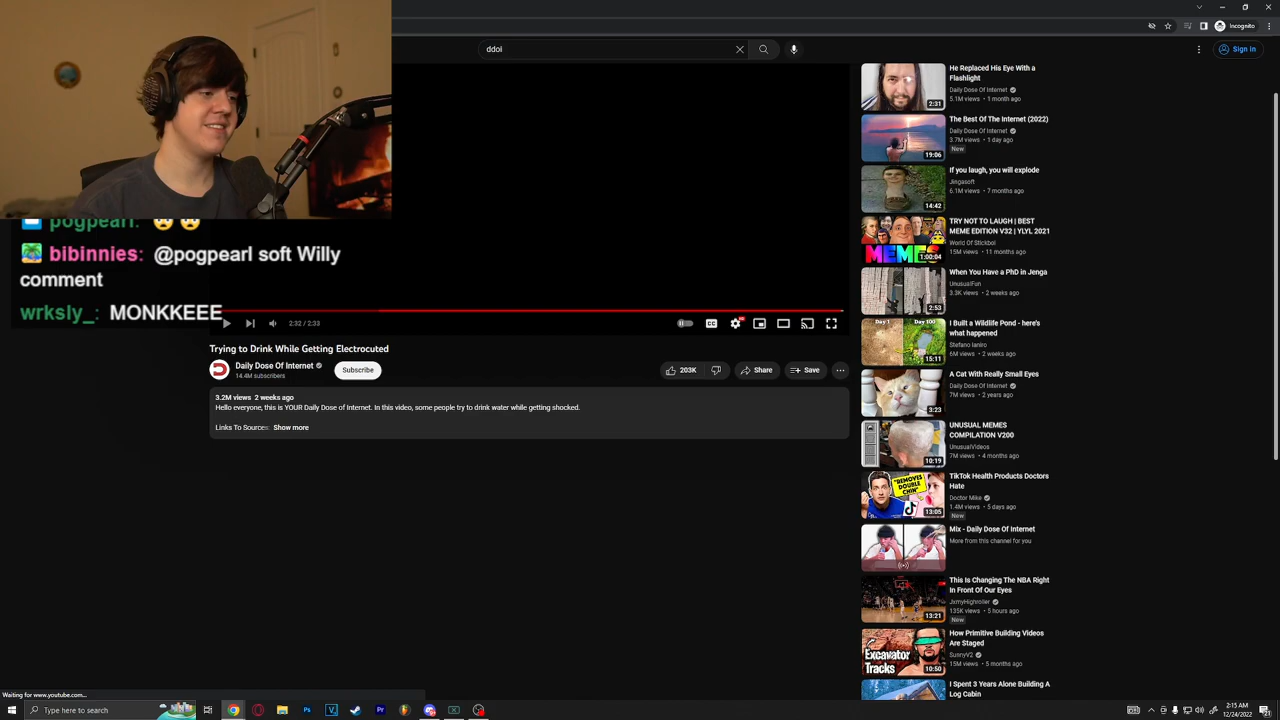 Incognito
ddoi
Sign in
pogpearl:
bibinnies: @pogpearl soft Willy
comment
wrksly_: MONKKEEE
2:32 / 2:33
Trying to Drink While Getting Electrocuted
Daily Dose Of Internet
14.4M subscribers
Subscribe
203K
Share
Save
3.2M views 2 weeks ago
Hello everyone, this is YOUR Daily Dose of Internet. In this video, some people try to drink water while getting shocked.
Links To Sources: Show more
He Replaced His Eye With a
Flashlight
Daily Dose Of Internet
5.1M views • 1 month ago
2:31
The Best Of The Internet (2022)
Daily Dose Of Internet
3.7M views • 1 day ago
New
19:06
If you laugh, you will explode
Jingasoft
6.1M views • 7 months ago
14:42
TRY NOT TO LAUGH | BEST
MEME EDITION V32 | YLYL 2021
World Of Stickboi
15M views • 11 months ago
MEMES
1:00:04
When You Have a PhD in Jenga
UnusualFun
3.3K views • 2 weeks ago
2:53
I Built a Wildlife Pond - here's
what happened
Stefano Ianiro
6M views • 2 weeks ago
Day 1
Day 100
15:11
A Cat With Really Small Eyes
Daily Dose Of Internet
7M views • 2 years ago
3:23
UNUSUAL MEMES
COMPILATION V200
UnusualVideos
7M views • 4 months ago
10:19
TikTok Health Products Doctors
Hate
Doctor Mike
1.4M views • 5 days ago
New
"REMOVES
DOUBLE
CHIN"
13:05
Mix - Daily Dose Of Internet
More from this channel for you
This Is Changing The NBA Right
In Front Of Our Eyes
JxmyHighroller
135K views • 5 hours ago
New
13:21
How Primitive Building Videos
Are Staged
SunnyV2
15M views • 5 months ago
Excavator
Tracks
10:50
I Spent 3 Years Alone Building A
Log Cabin
Waiting for www.youtube.com...
Type here to search
2:15 AM
12/24/2022